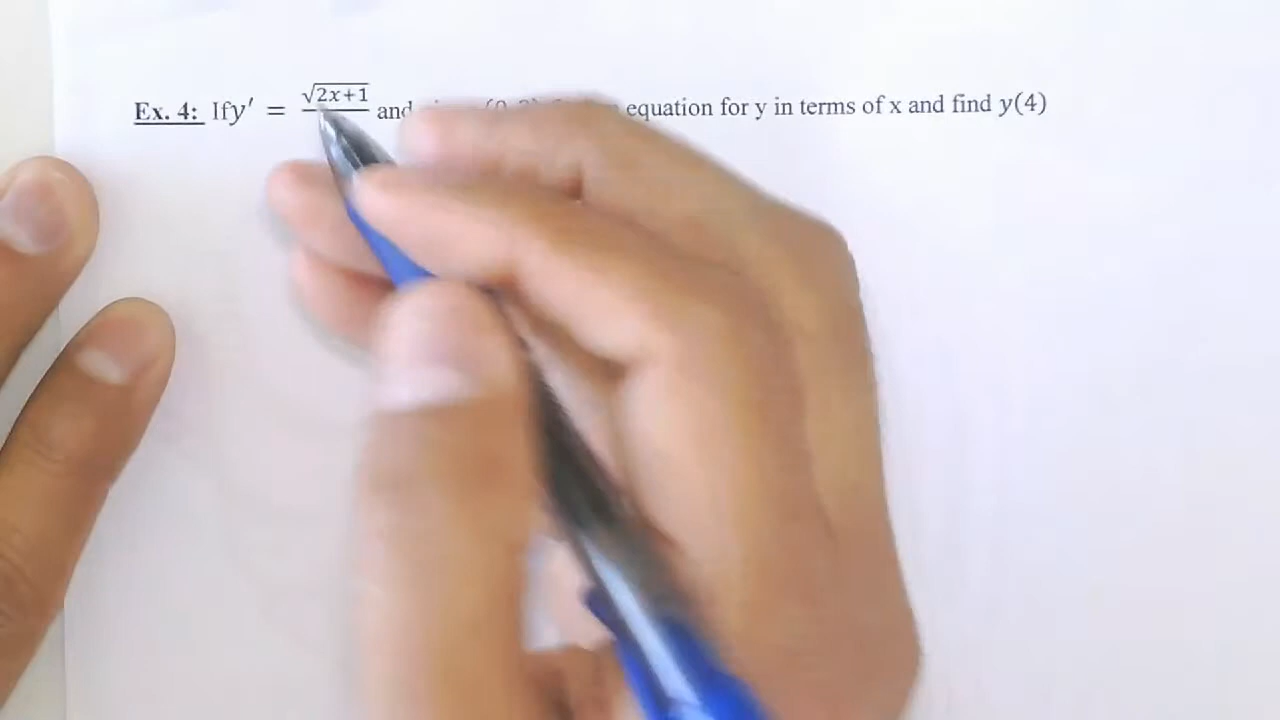 Ex. 4: If y′ = √2x+1 and equation for y in terms of x and find y(4)